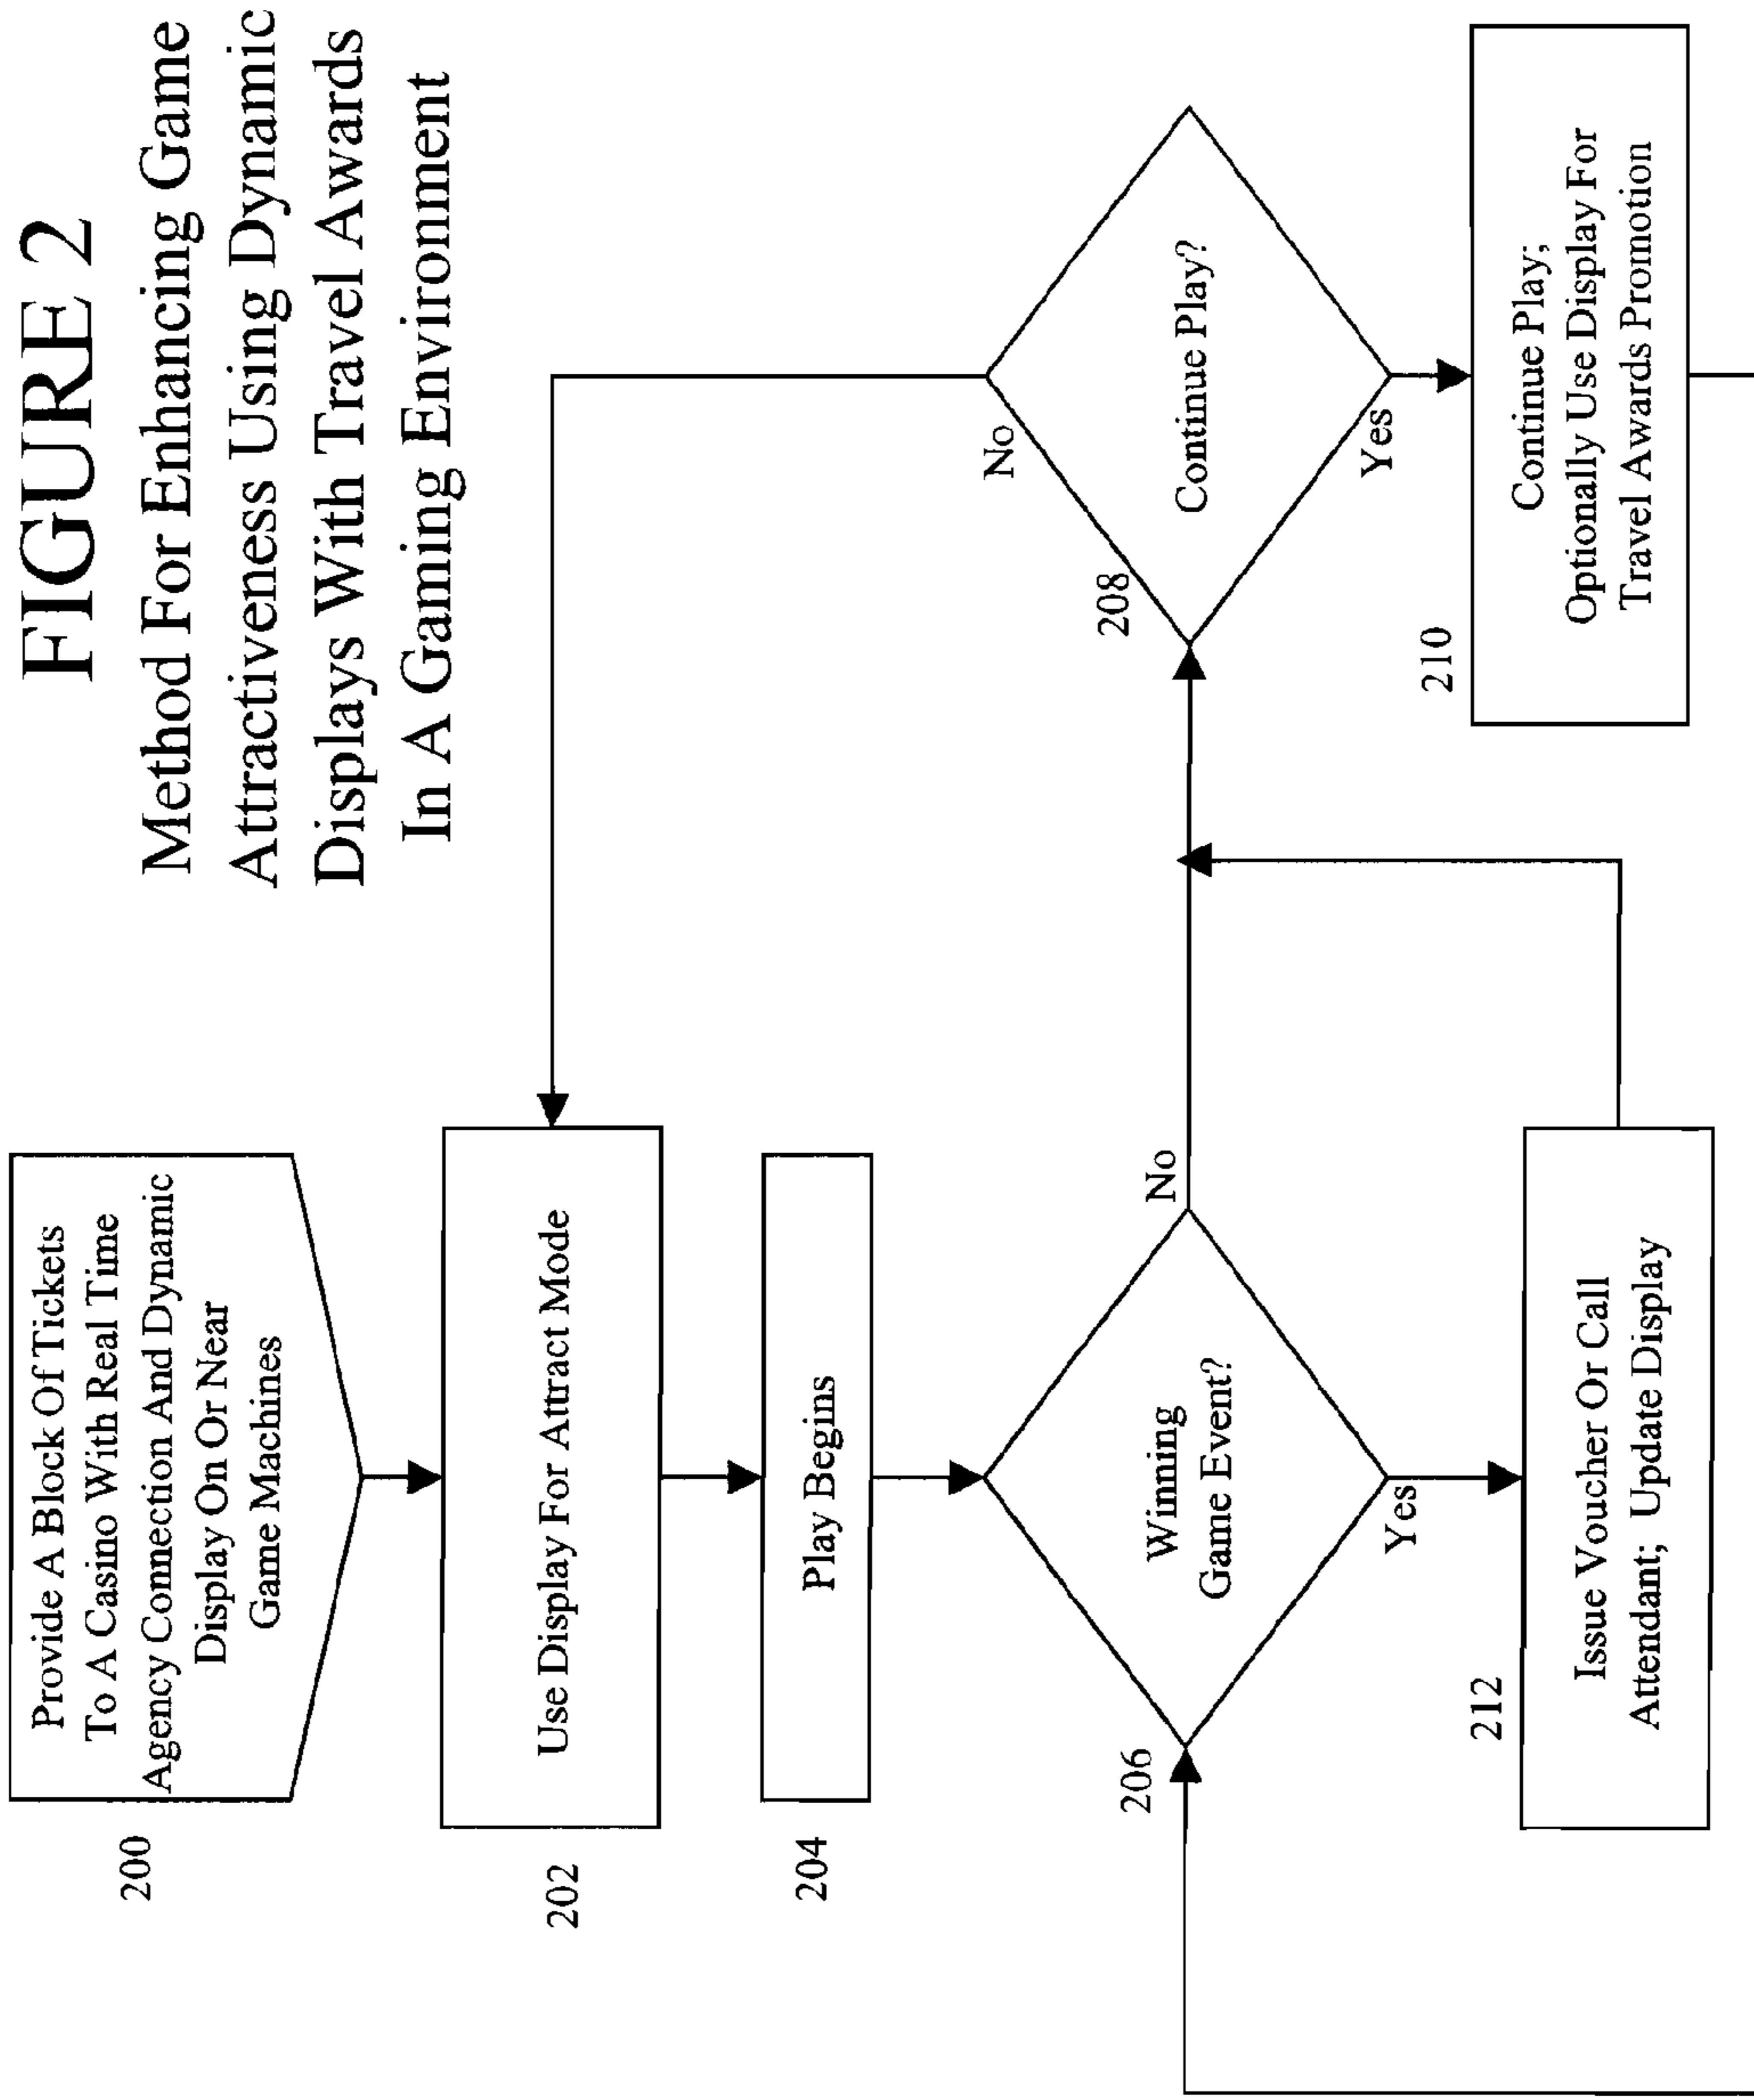 FIGURE 2
Method For Enhancing Game
Attractiveness Using Dynamic
Displays With Travel Awards
In A Gaming Environment
200
Provide A Block Of Tickets
To A Casino With Real Time
Agency Connection And Dynamic
Display On Or Near
Game Machines
202
Use Display For Attract Mode
204
Play Begins
206
Winning
Game Event?
No
Yes
212
Issue Voucher Or Call
Attendant; Update Display
208
Continue Play?
No
Yes
210
Continue Play;
Optionally Use Display For
Travel Awards Promotion